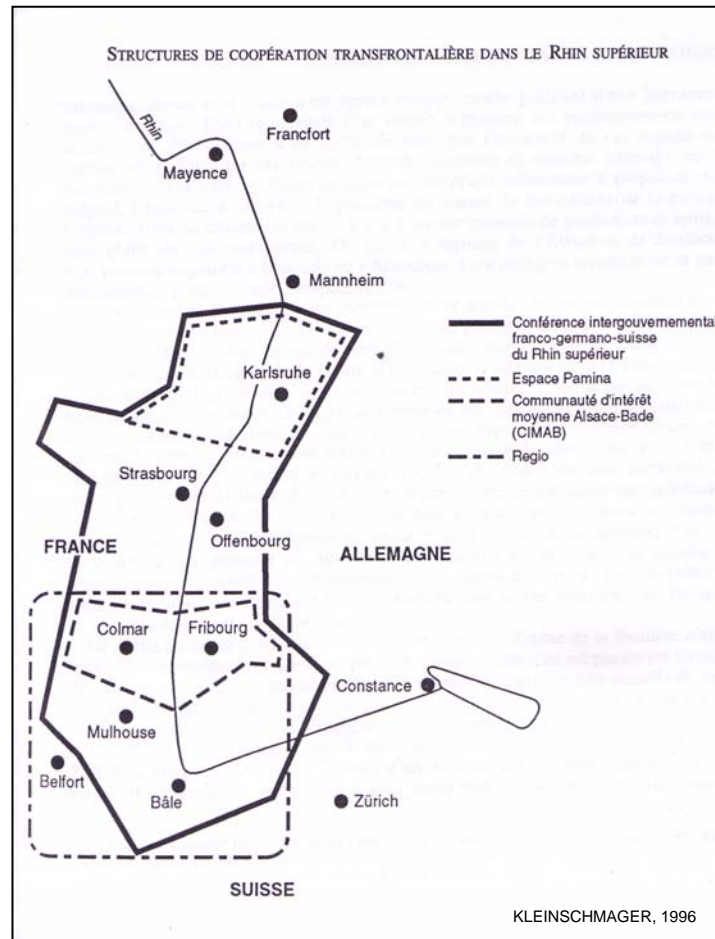 STRUCTURES DE COOPÉRATION TRANSFRONTALIÈRE DANS LE RHIN SUPÉRIEUR
Rhin
Francfort
Mayence
Mannheim
Conférence intergouvernemental
franco-germano-suisse
du Rhin supérieur
Karlsruhe
Espace Pamina
Communauté d'intérêt
moyenne Alsace-Bade
(CIMAB)
Regio
Strasbourg
Offenbourg
FRANCE
ALLEMAGNE
Colmar
Fribourg
Constance
Mulhouse
Belfort
Bâle
Zürich
SUISSE
KLEINSCHMAGER, 1996